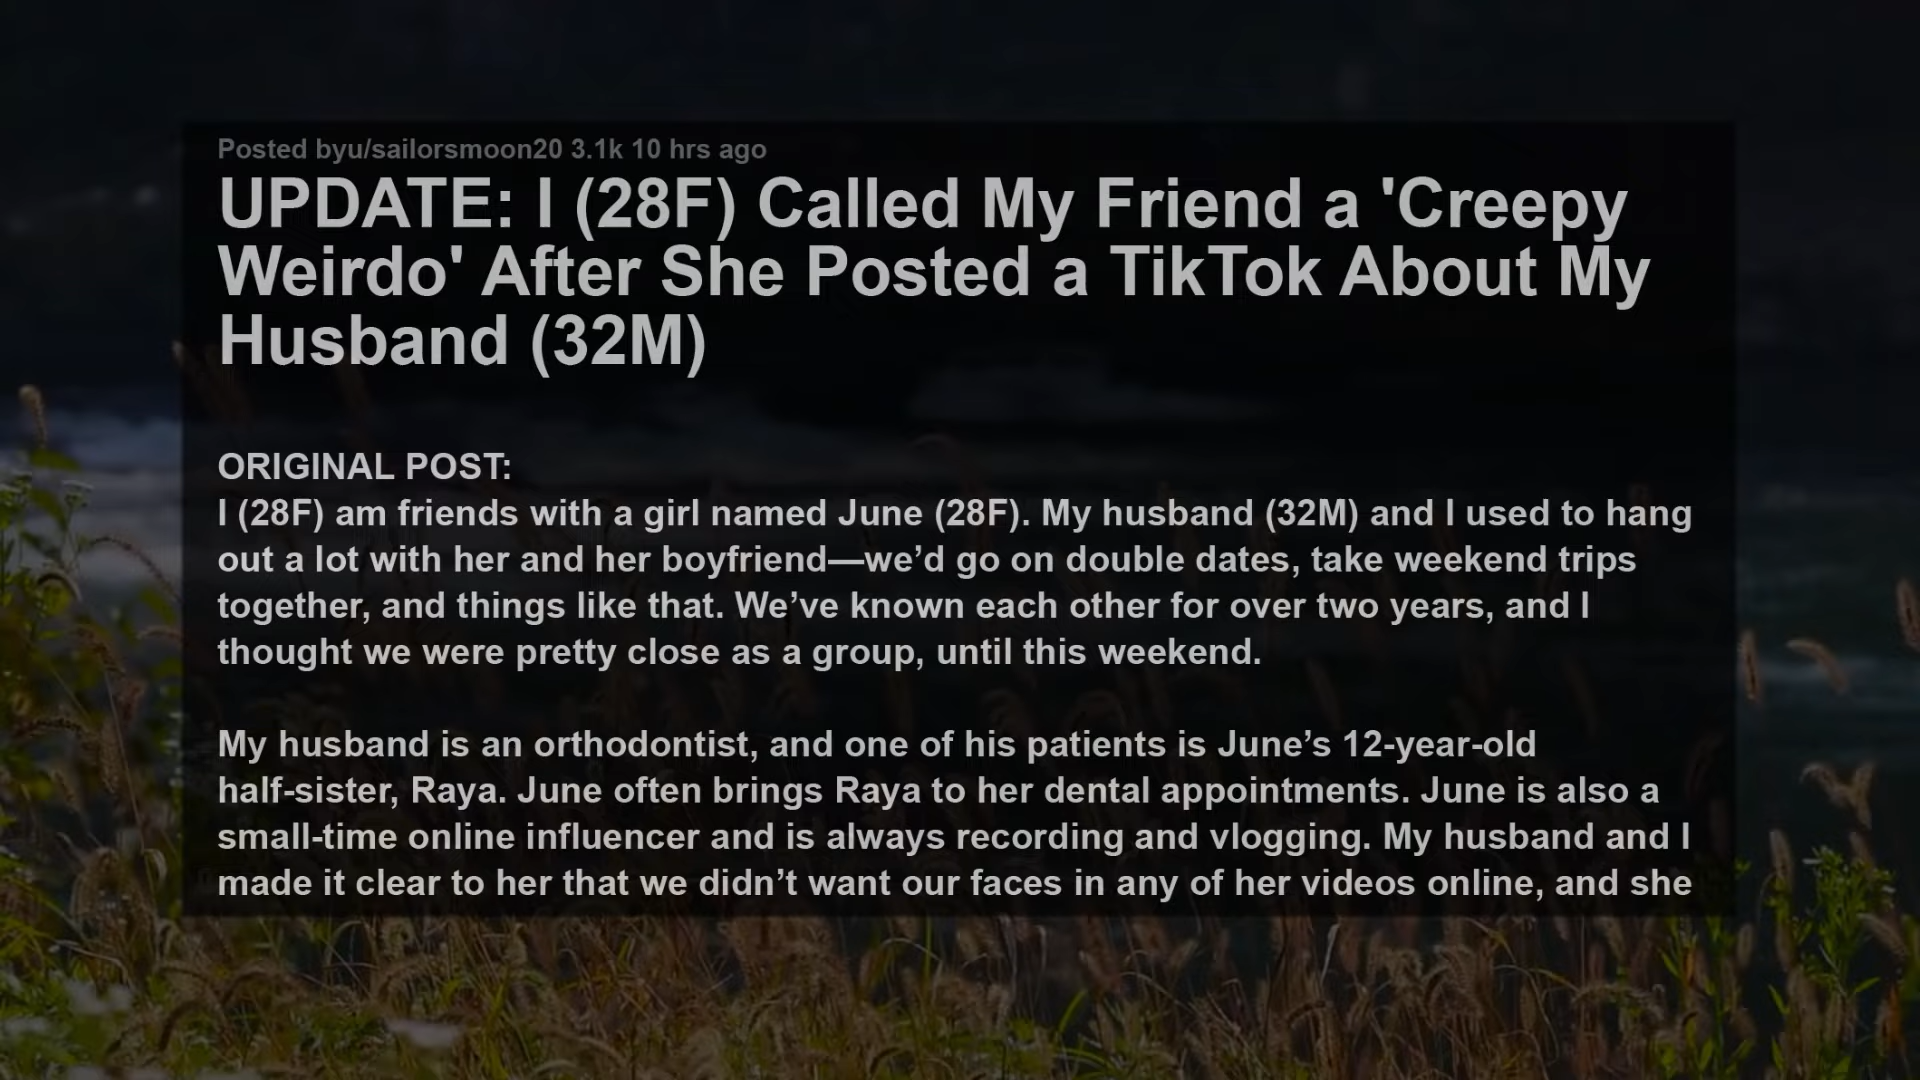 Posted byu/sailorsmoon20 3.1k 10 hrs ago
UPDATE: I (28F) Called My Friend a 'Creepy
Weirdo' After She Posted a TikTok About My
Husband (32M)
ORIGINAL POST:
I (28F) am friends with a girl named June (28F). My husband (32M) and I used to hang
out a lot with her and her boyfriend—we’d go on double dates, take weekend trips
together, and things like that. We’ve known each other for over two years, and I
thought we were pretty close as a group, until this weekend.
My husband is an orthodontist, and one of his patients is June’s 12-year-old
half-sister, Raya. June often brings Raya to her dental appointments. June is also a
small-time online influencer and is always recording and vlogging. My husband and I
made it clear to her that we didn’t want our faces in any of her videos online, and she